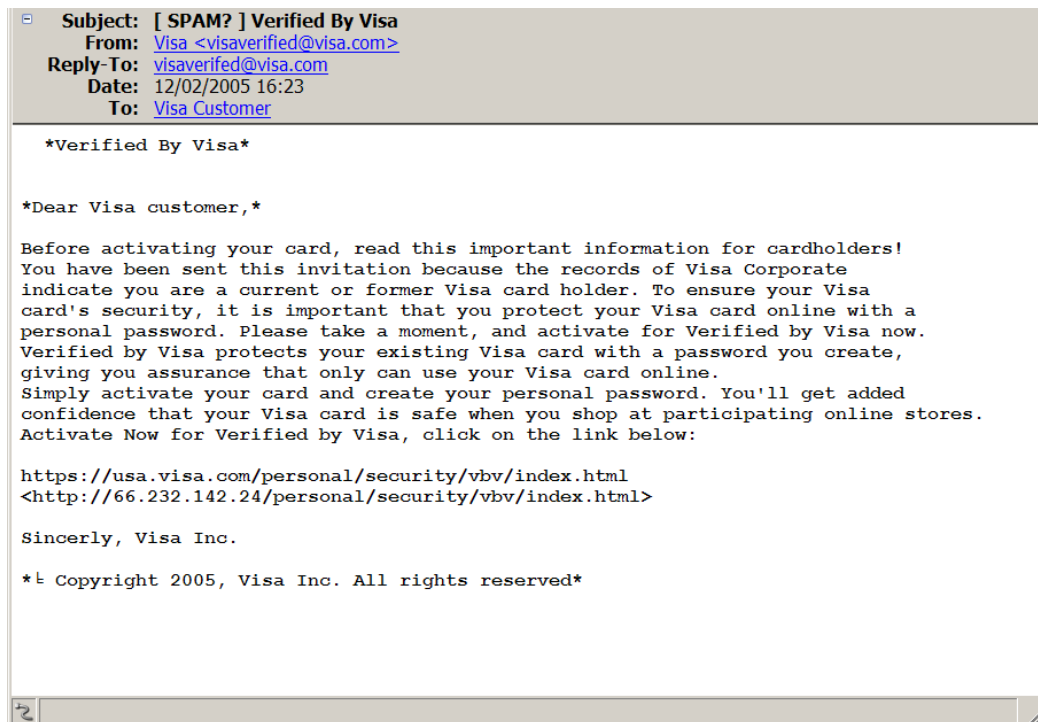 Subject: [ SPAM? ] Verified By Visa
From: Visa <visaverified@visa.com>
Reply-To: visaverifed@visa.com
Date: 12/02/2005 16:23
To: Visa Customer
*Verified By Visa*
*Dear Visa customer,*
Before activating your card, read this important information for cardholders!
You have been sent this invitation because the records of Visa Corporate
indicate you are a current or former Visa card holder. To ensure your Visa
card's security, it is important that you protect your Visa card online with a
personal password. Please take a moment, and activate for Verified by Visa now.
Verified by Visa protects your existing Visa card with a password you create,
giving you assurance that only can use your Visa card online.
Simply activate your card and create your personal password. You'll get added
confidence that your Visa card is safe when you shop at participating online stores.
Activate Now for Verified by Visa, click on the link below:
https://usa.visa.com/personal/security/vbv/index.html
<http://66.232.142.24/personal/security/vbv/index.html>
Sincerly, Visa Inc.
*╘ Copyright 2005, Visa Inc. All rights reserved*